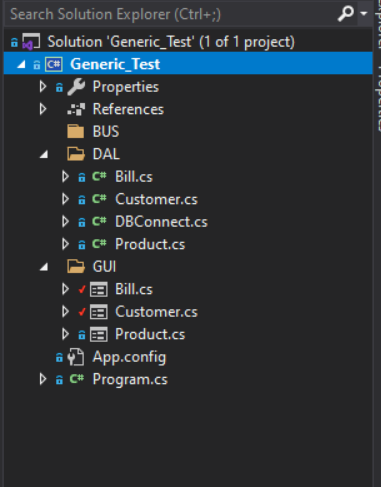 Search Solution Explorer (Ctrl+;)
Solution 'Generic_Test' (1 of 1 project)
C# Generic_Test
Properties
References
BUS
DAL
C# Bill.cs
C# Customer.cs
C# DBConnect.cs
C# Product.cs
GUI
Bill.cs
Customer.cs
Product.cs
App.config
C# Program.cs
Properties